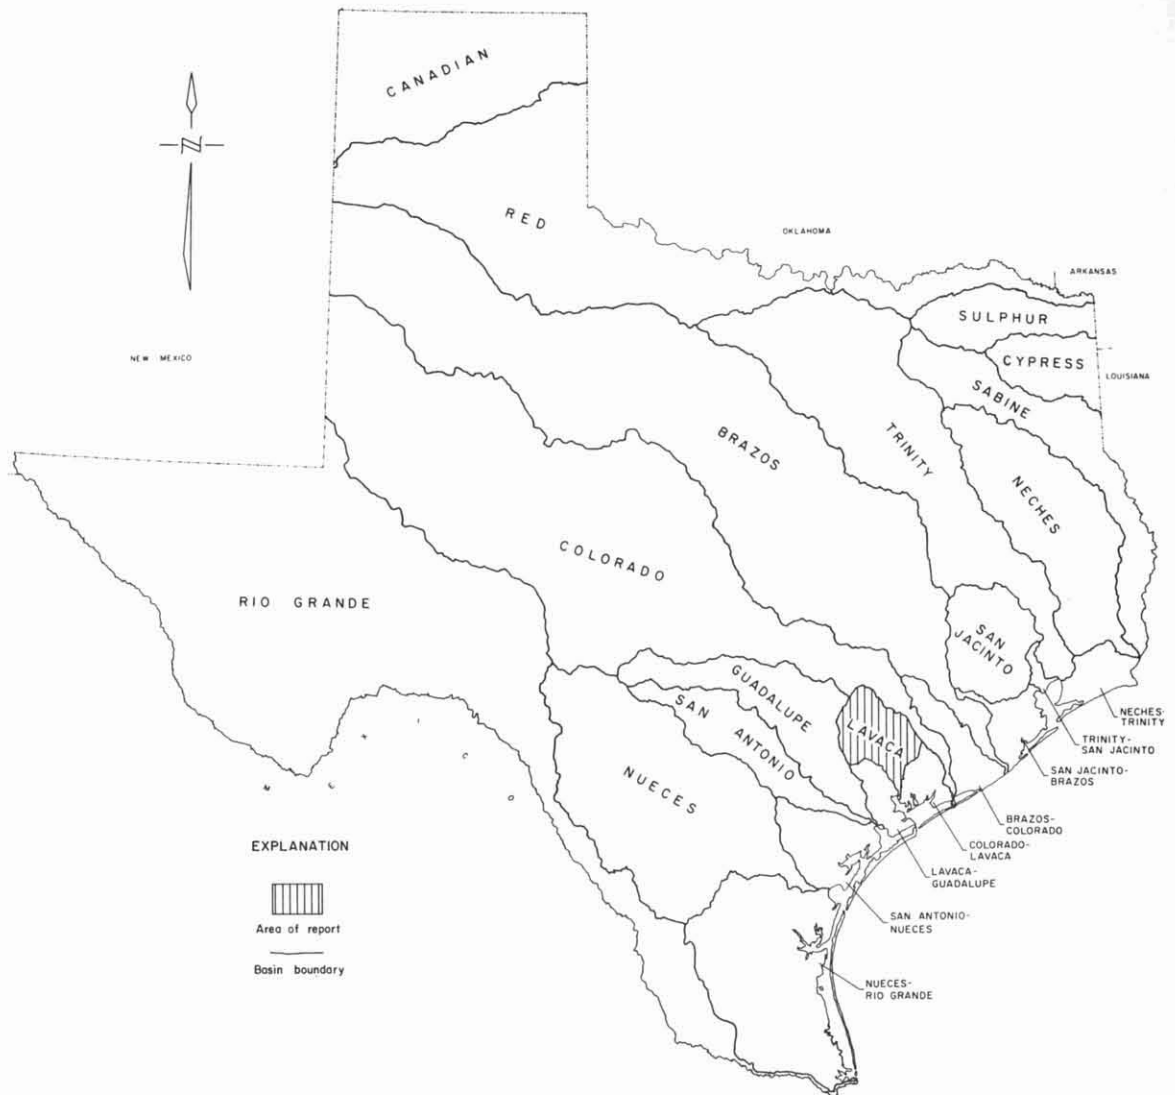 CANADIAN
N
RED
OKLAHOMA
ARKANSAS
SULPHUR
NEW MEXICO
CYPRESS
LOUISIANA
SABINE
BRAZOS
TRINITY
NECHES
COLORADO
RIO GRANDE
SAN
JACINTO
GUADALUPE
SAN ANTONIO
LAVACA
NUECES
MEXICO
NECHES-
TRINITY
TRINITY-
SAN JACINTO
SAN JACINTO-
BRAZOS
BRAZOS-
COLORADO
COLORADO-
LAVACA
LAVACA-
GUADALUPE
SAN ANTONIO-
NUECES
NUECES-
RIO GRANDE
EXPLANATION
Area of report
Basin boundary